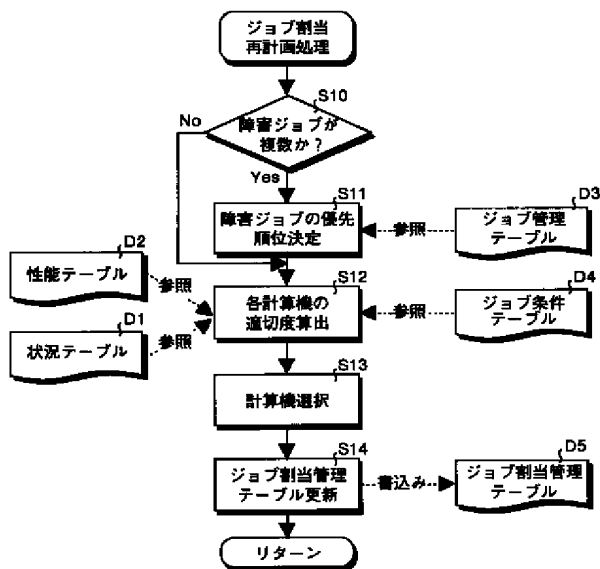 ジョブ割当
再計画処理
S10
No
障害ジョブが
複数か？
Yes
S11
D3
障害ジョブの優先
順位決定
参照
ジョブ管理
テーブル
D2
性能テーブル
参照
S12
D4
各計算機の
適切度算出
参照
ジョブ条件
テーブル
D1
状況テーブル
参照
S13
計算機選択
S14
D5
ジョブ割当管理
テーブル更新
書込み
ジョブ割当管理
テーブル
リターン